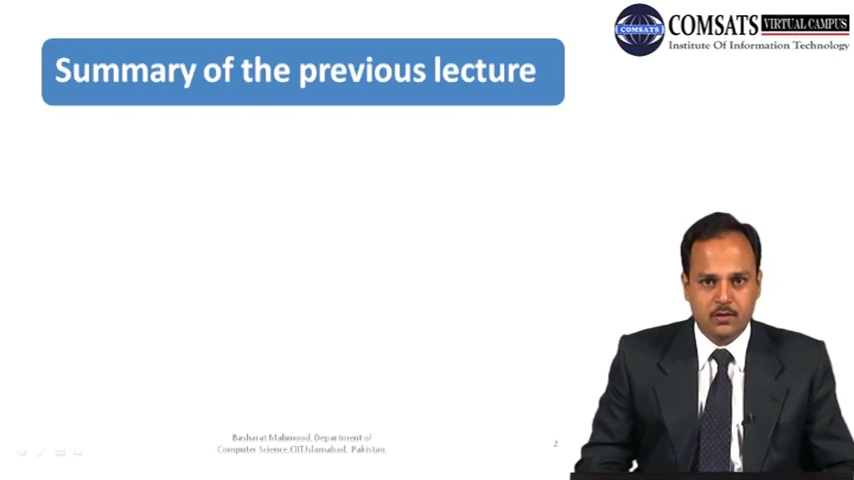 COMSATS VIRTUAL CAMPUS
COMSATS
Institute Of Information Technology
Summary of the previous lecture
Basharat Mahmood, Department of
Computer Science,CIIT,Islamabad, Pakistan.
2